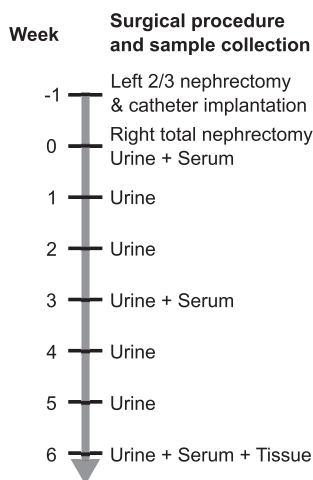 Week
Surgical procedure
and sample collection
-1
Left 2/3 nephrectomy
& catheter implantation
0
Right total nephrectomy
Urine + Serum
1
Urine
2
Urine
3
Urine + Serum
4
Urine
5
Urine
6
Urine + Serum + Tissue